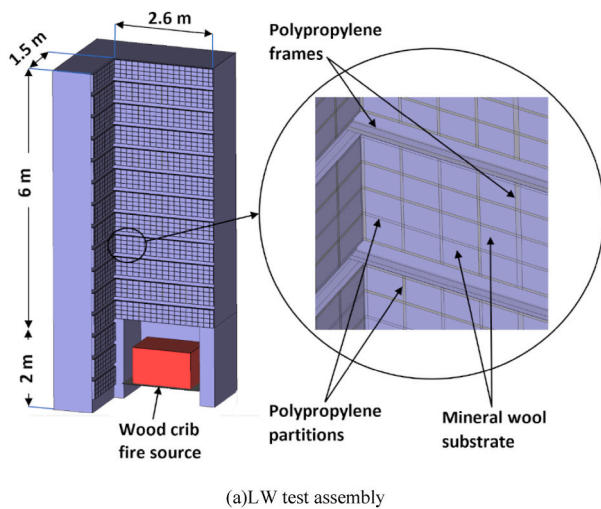 2.6 m
1.5 m
6 m
2 m
Polypropylene
frames
Wood crib
fire source
Polypropylene
partitions
Mineral wool
substrate
(a)LW test assembly